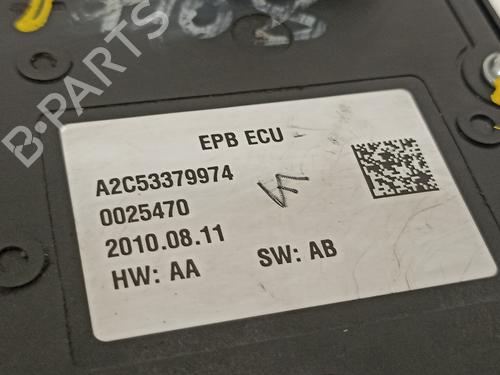 B-PARTS
EPB ECU
A2C53379974
0025470
2010.08.11
HW: AA
SW: AB